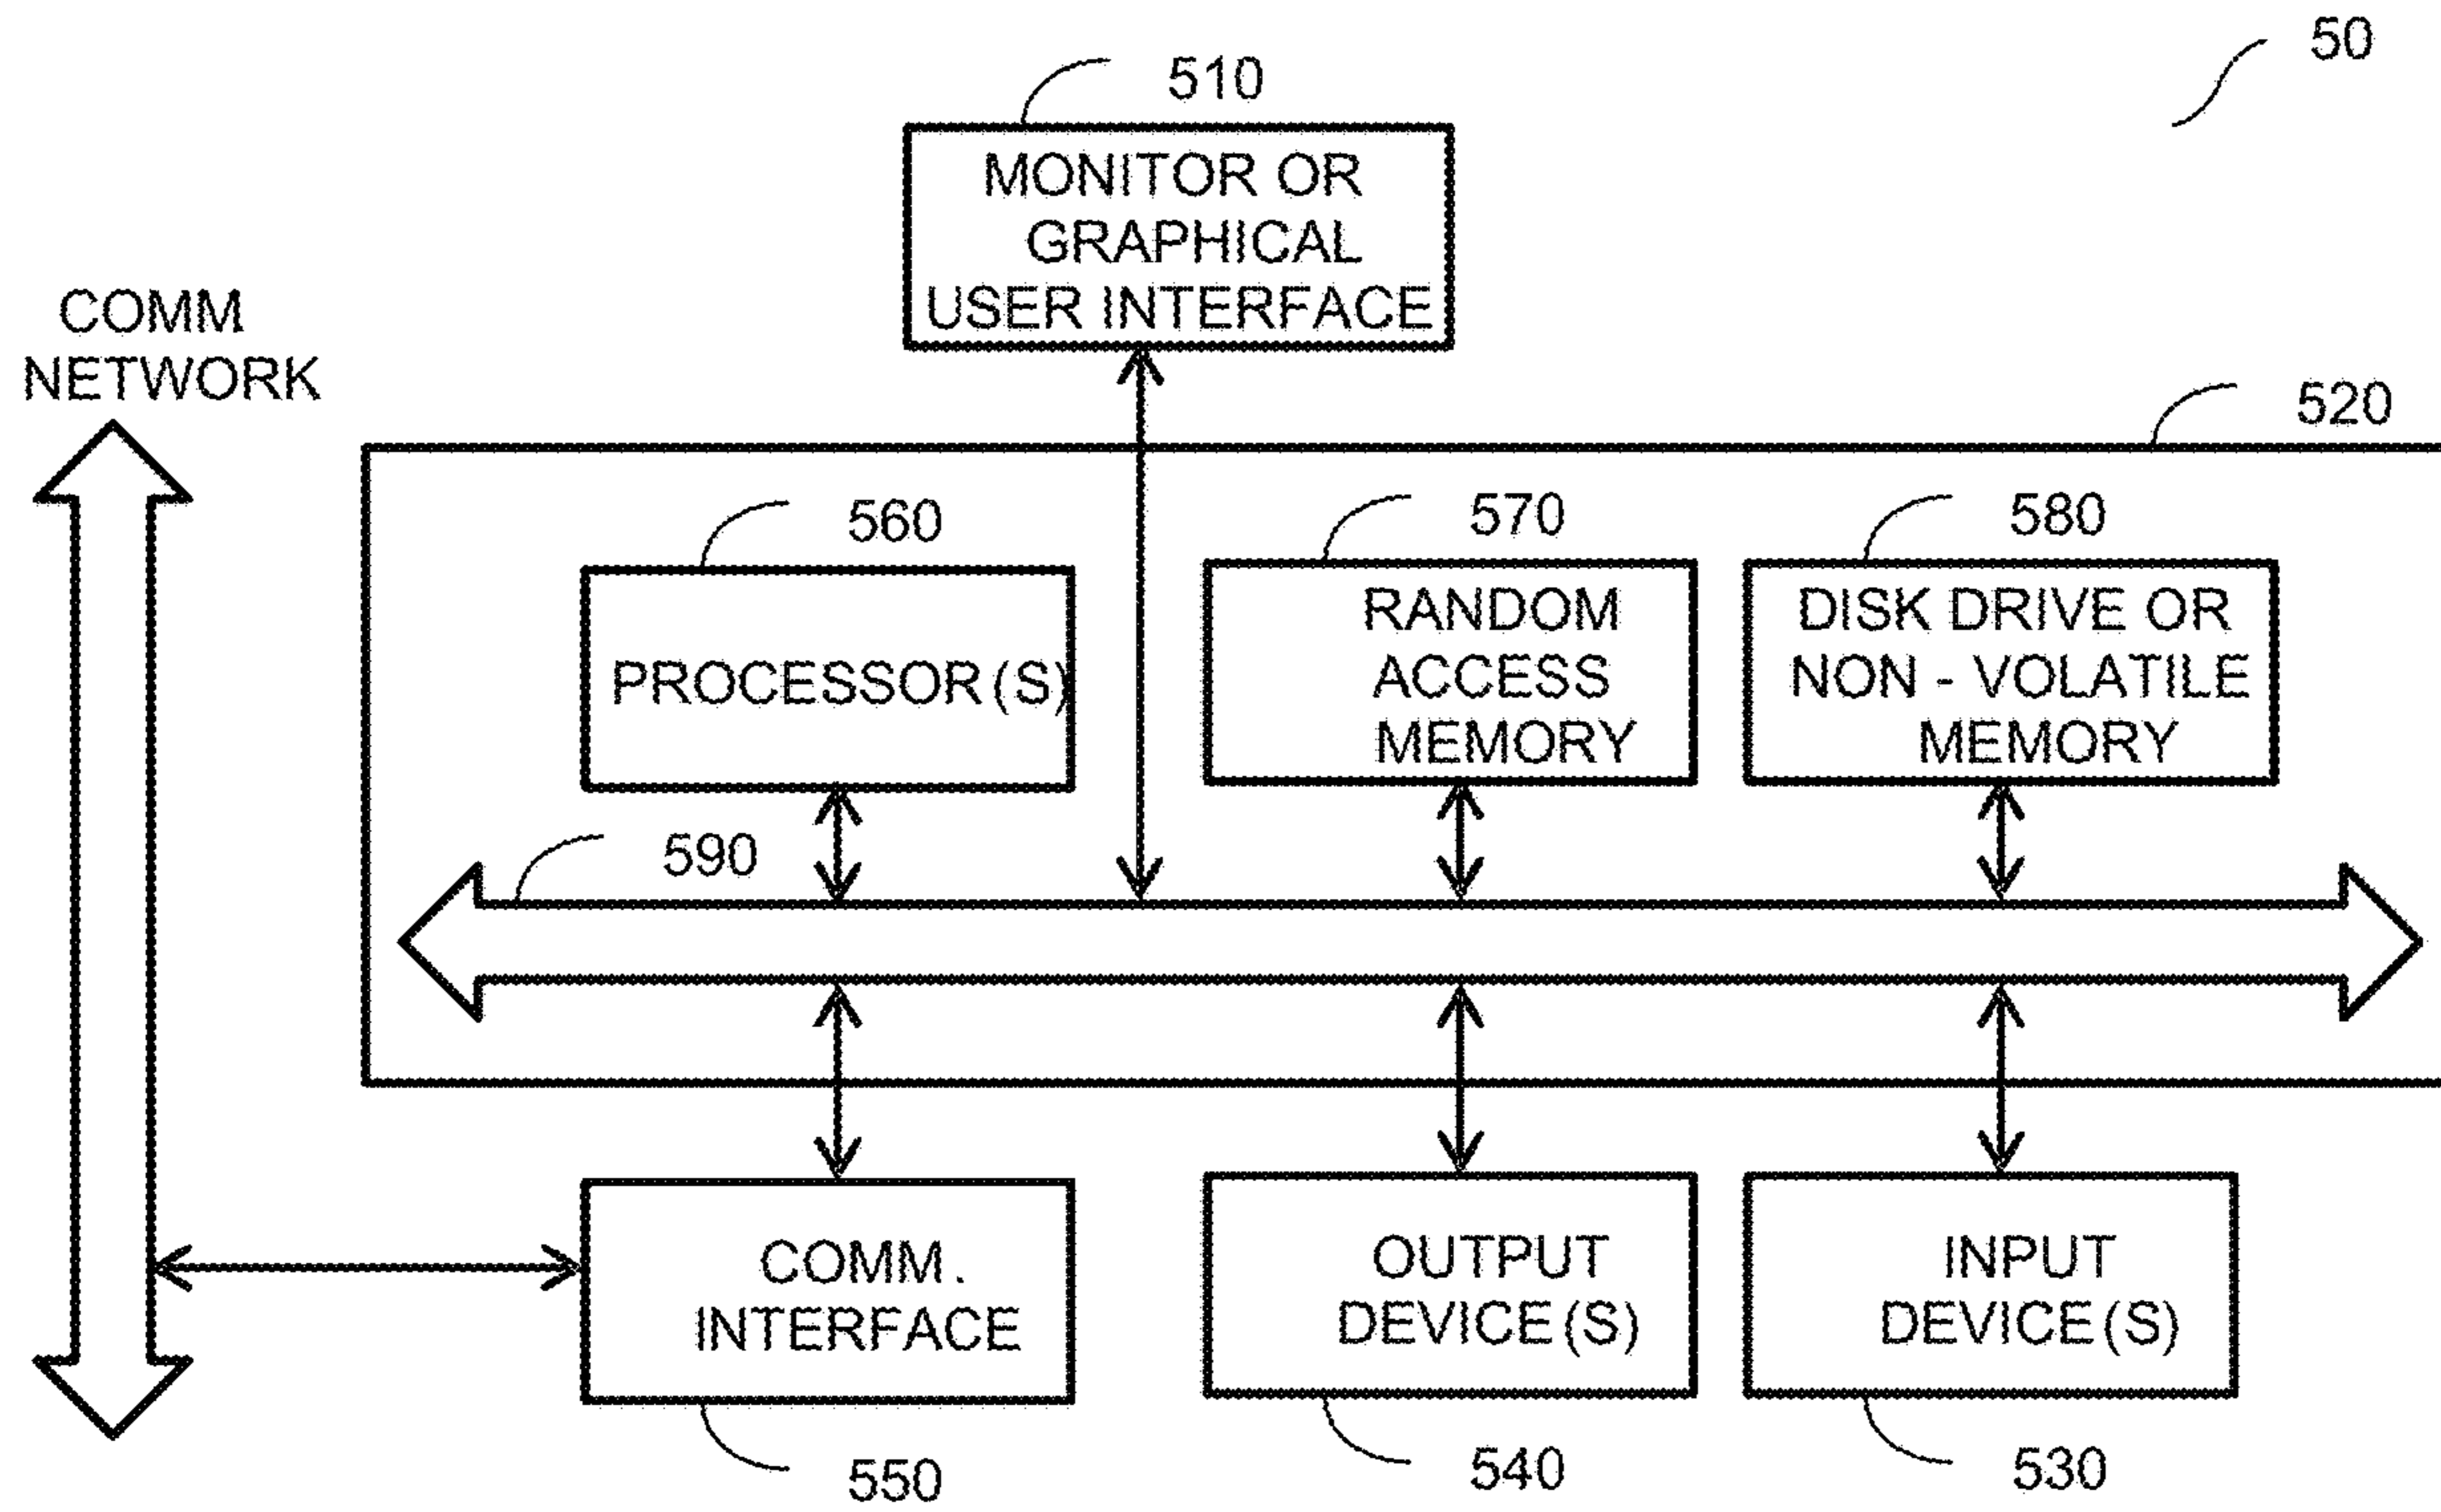 50
510
MONITOR OR
GRAPHICAL
USER INTERFACE
COMM
NETWORK
520
560
PROCESSOR(S)
570
RANDOM
ACCESS
MEMORY
580
DISK DRIVE OR
NON - VOLATILE
MEMORY
590
COMM.
INTERFACE
550
OUTPUT
DEVICE(S)
540
INPUT
DEVICE(S)
530